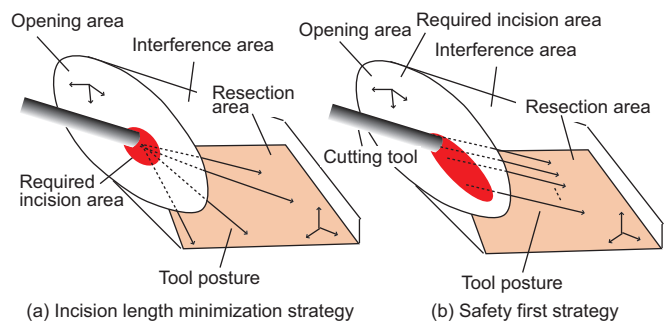 Opening area
Interference area
Resection
area
Required
incision area
Tool posture
(a) Incision length minimization strategy
Required incision area
Opening area
Interference area
Resection area
Cutting tool
Tool posture
(b) Safety first strategy